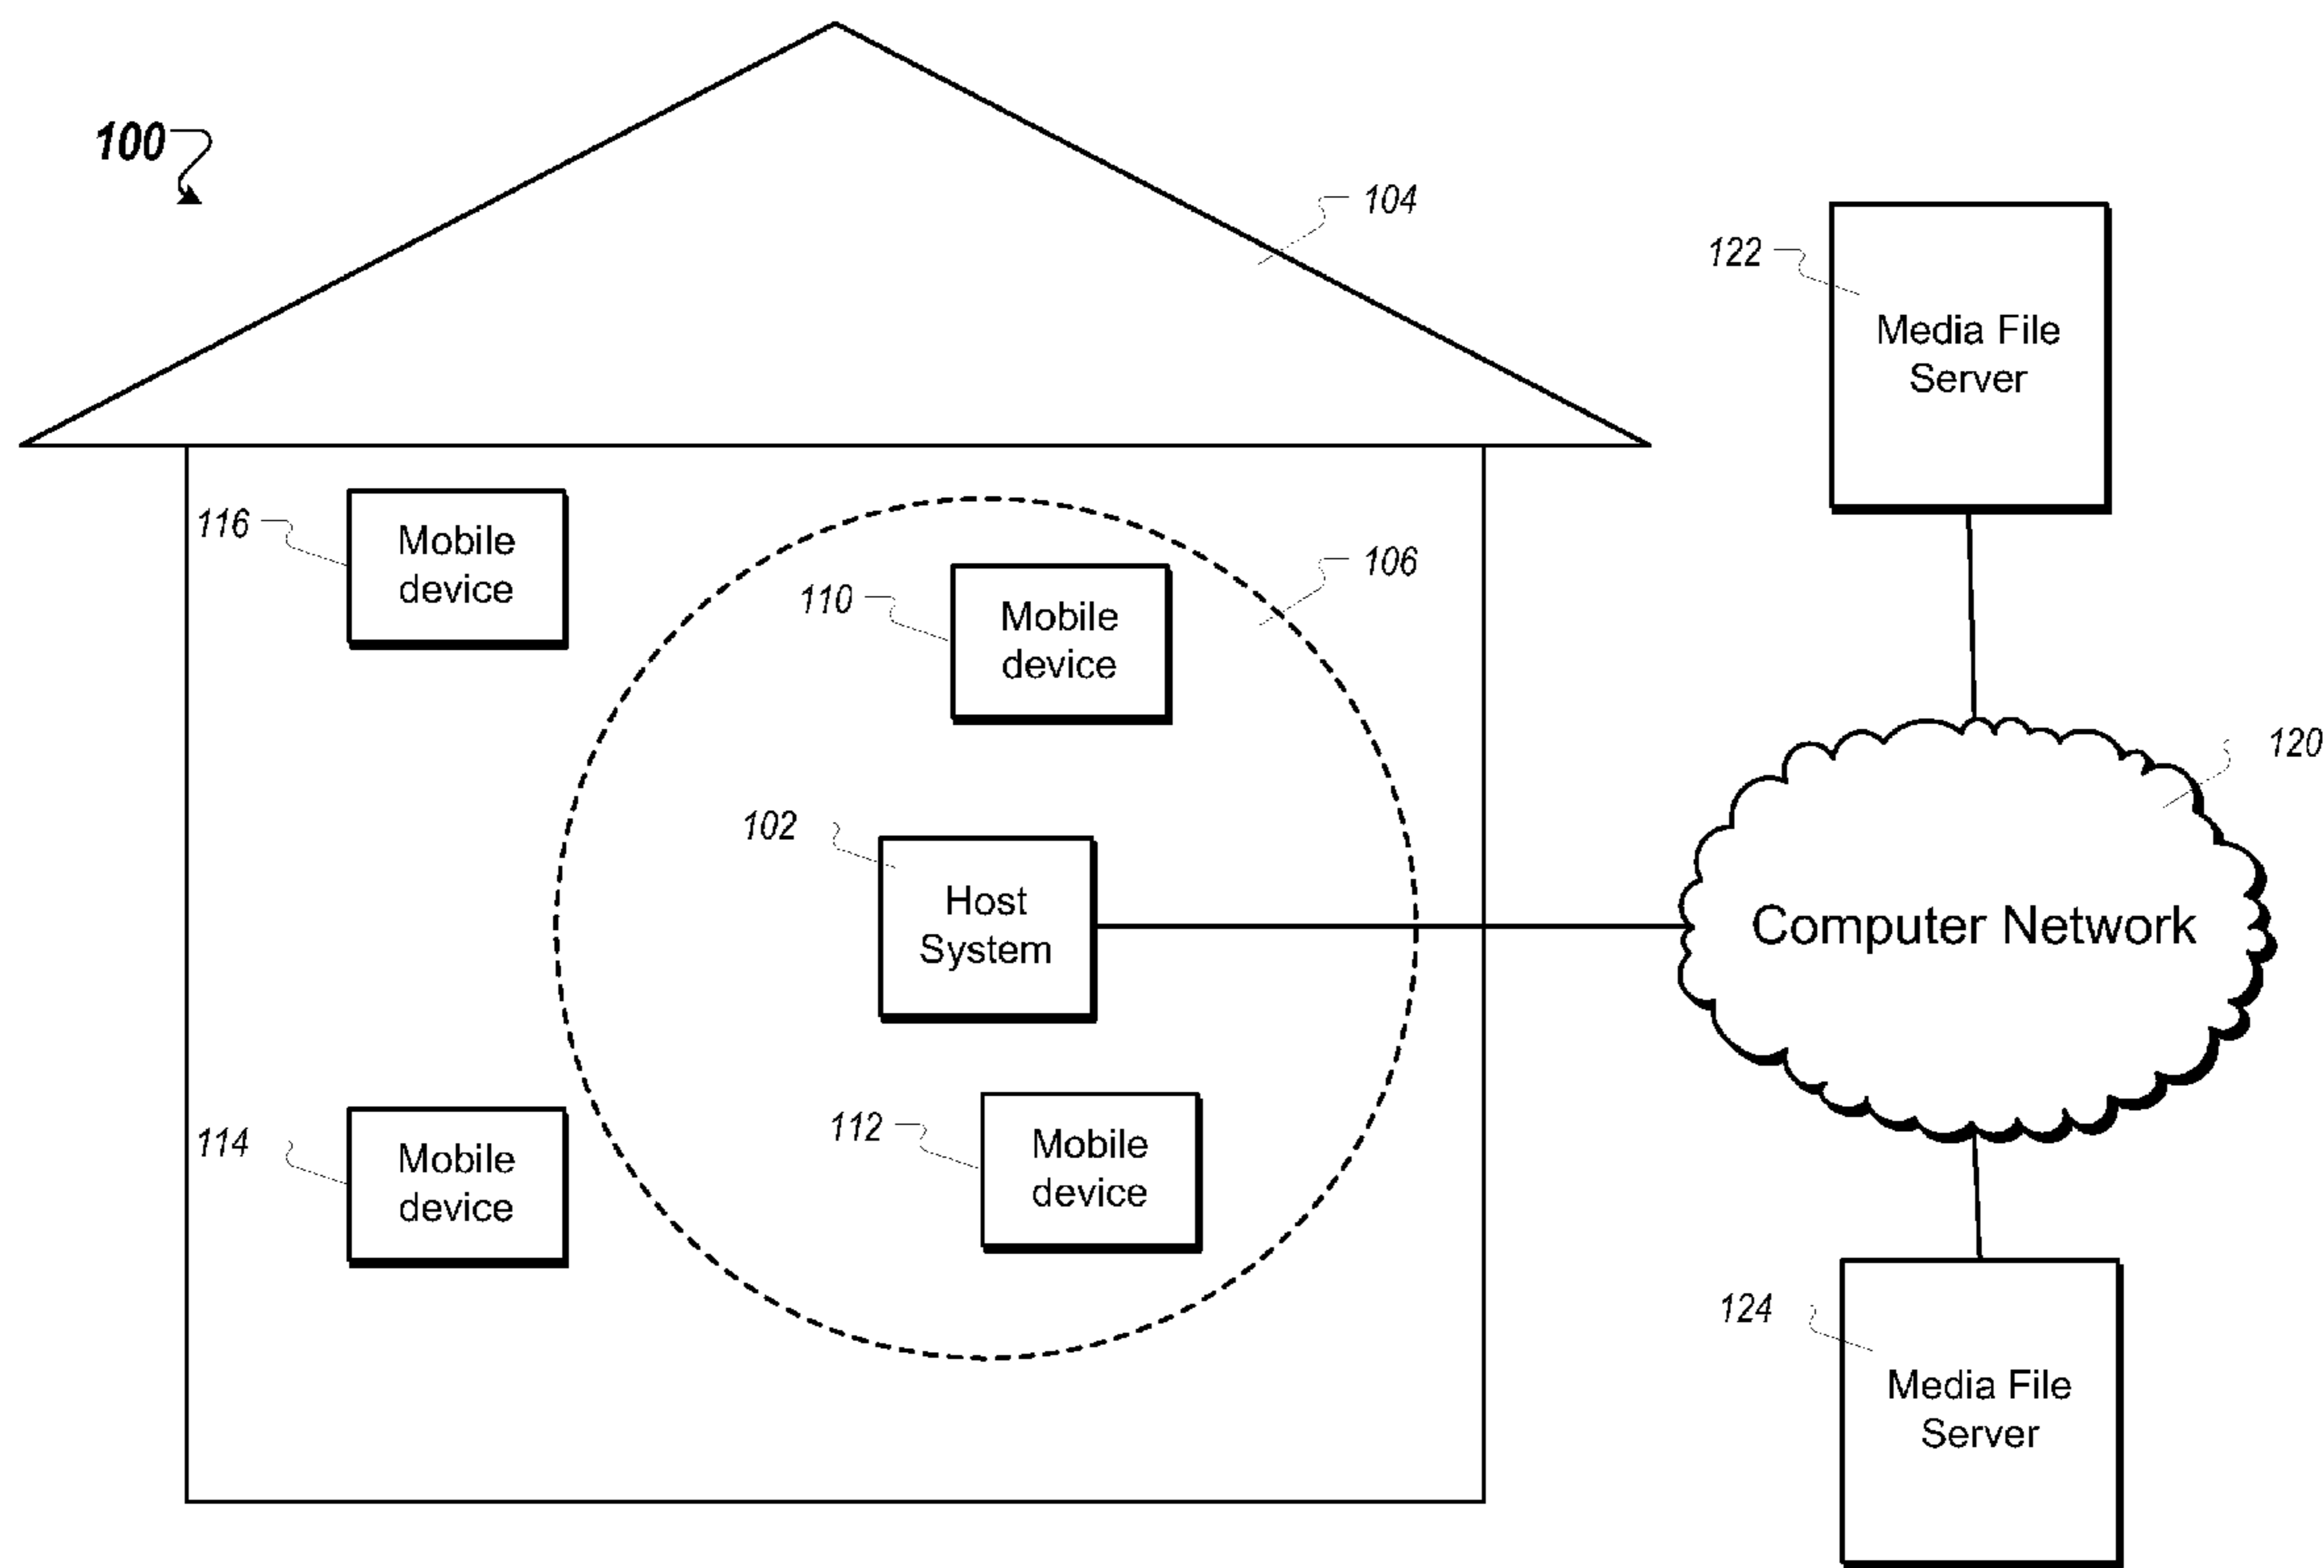 100
104
122
Media File
Server
116
Mobile
device
106
110
Mobile
device
120
102
Host
System
Computer Network
114
Mobile
device
112
Mobile
device
124
Media File
Server